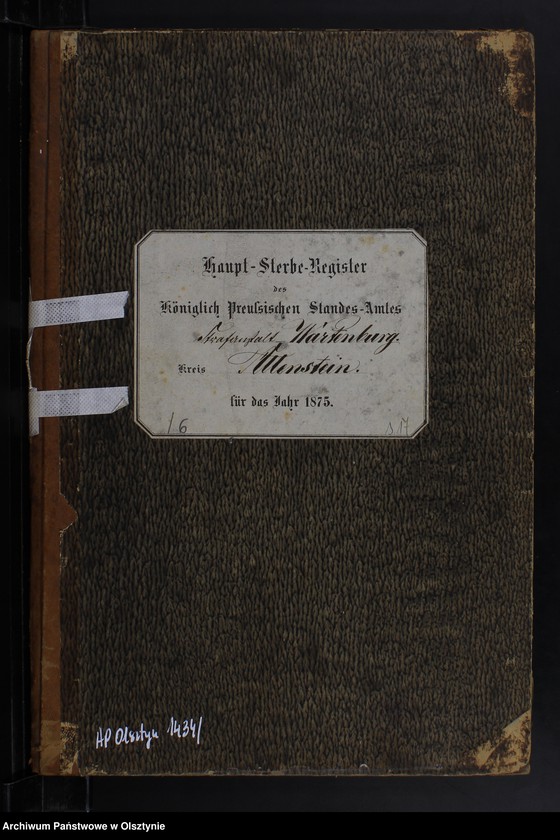 Haupt-Sterbe-Register
des
Königlich Preußischen Standes-Amtes
Strafanstalt Wartenburg.
Kreis Allenstein.
für das Jahr 1875.
16
AP Olsztyn 1434/
Archiwum Państwowe w Olsztynie